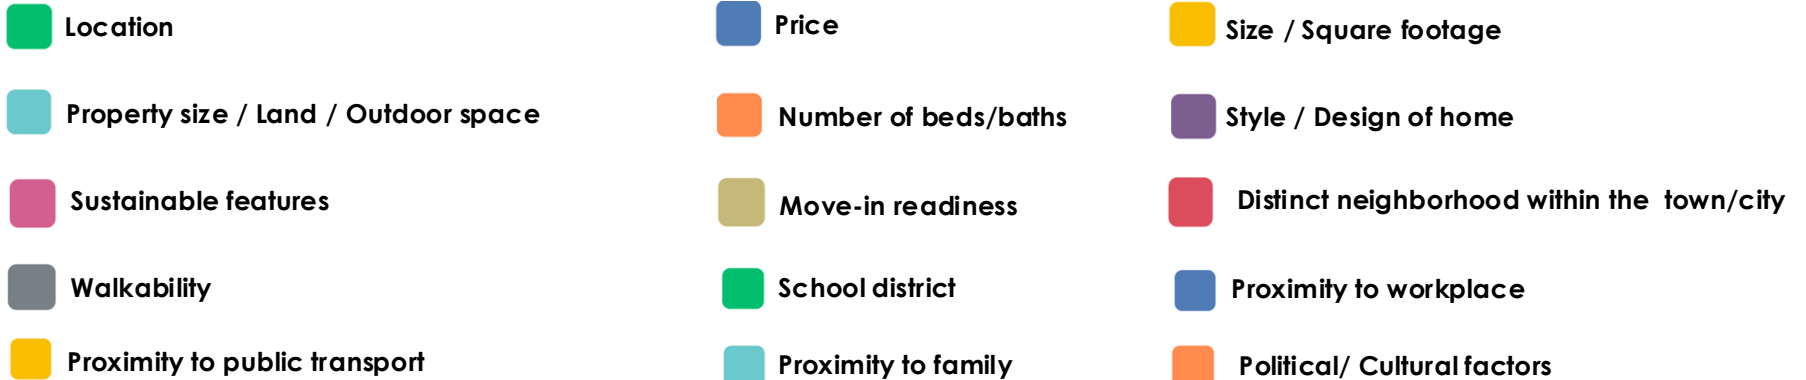 Location
Price
Size / Square footage
Property size / Land / Outdoor space
Number of beds/baths
Style / Design of home
Sustainable features
Move-in readiness
Distinct neighborhood within the  town/city
Walkability
School district
Proximity to workplace
Proximity to public transport
Proximity to family
Political/ Cultural factors